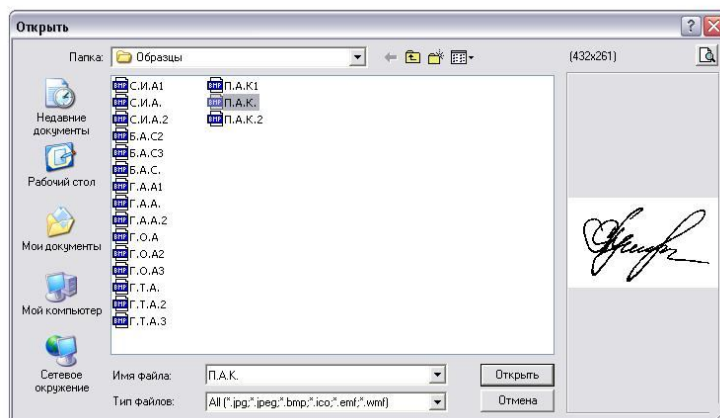 Открыть
Папка:
Образцы
(432x261)
Недавние документы
Рабочий стол
Мои документы
Мой компьютер
Сетевое окружение
С.И.А1
С.И.А.
С.И.А.2
Б.А.С2
Б.А.С3
Б.А.С.
Г.А.А1
Г.А.А.
Г.А.А.2
Г.О.А
Г.О.А2
Г.О.А3
Г.Т.А.
Г.Т.А.2
Г.Т.А.3
П.А.К1
П.А.К.
П.А.К.2
Имя файла:
П.А.К.
Открыть
Тип файлов:
All (*.jpg;*.jpeg;*.bmp;*.ico;*.emf;*.wmf)
Отмена